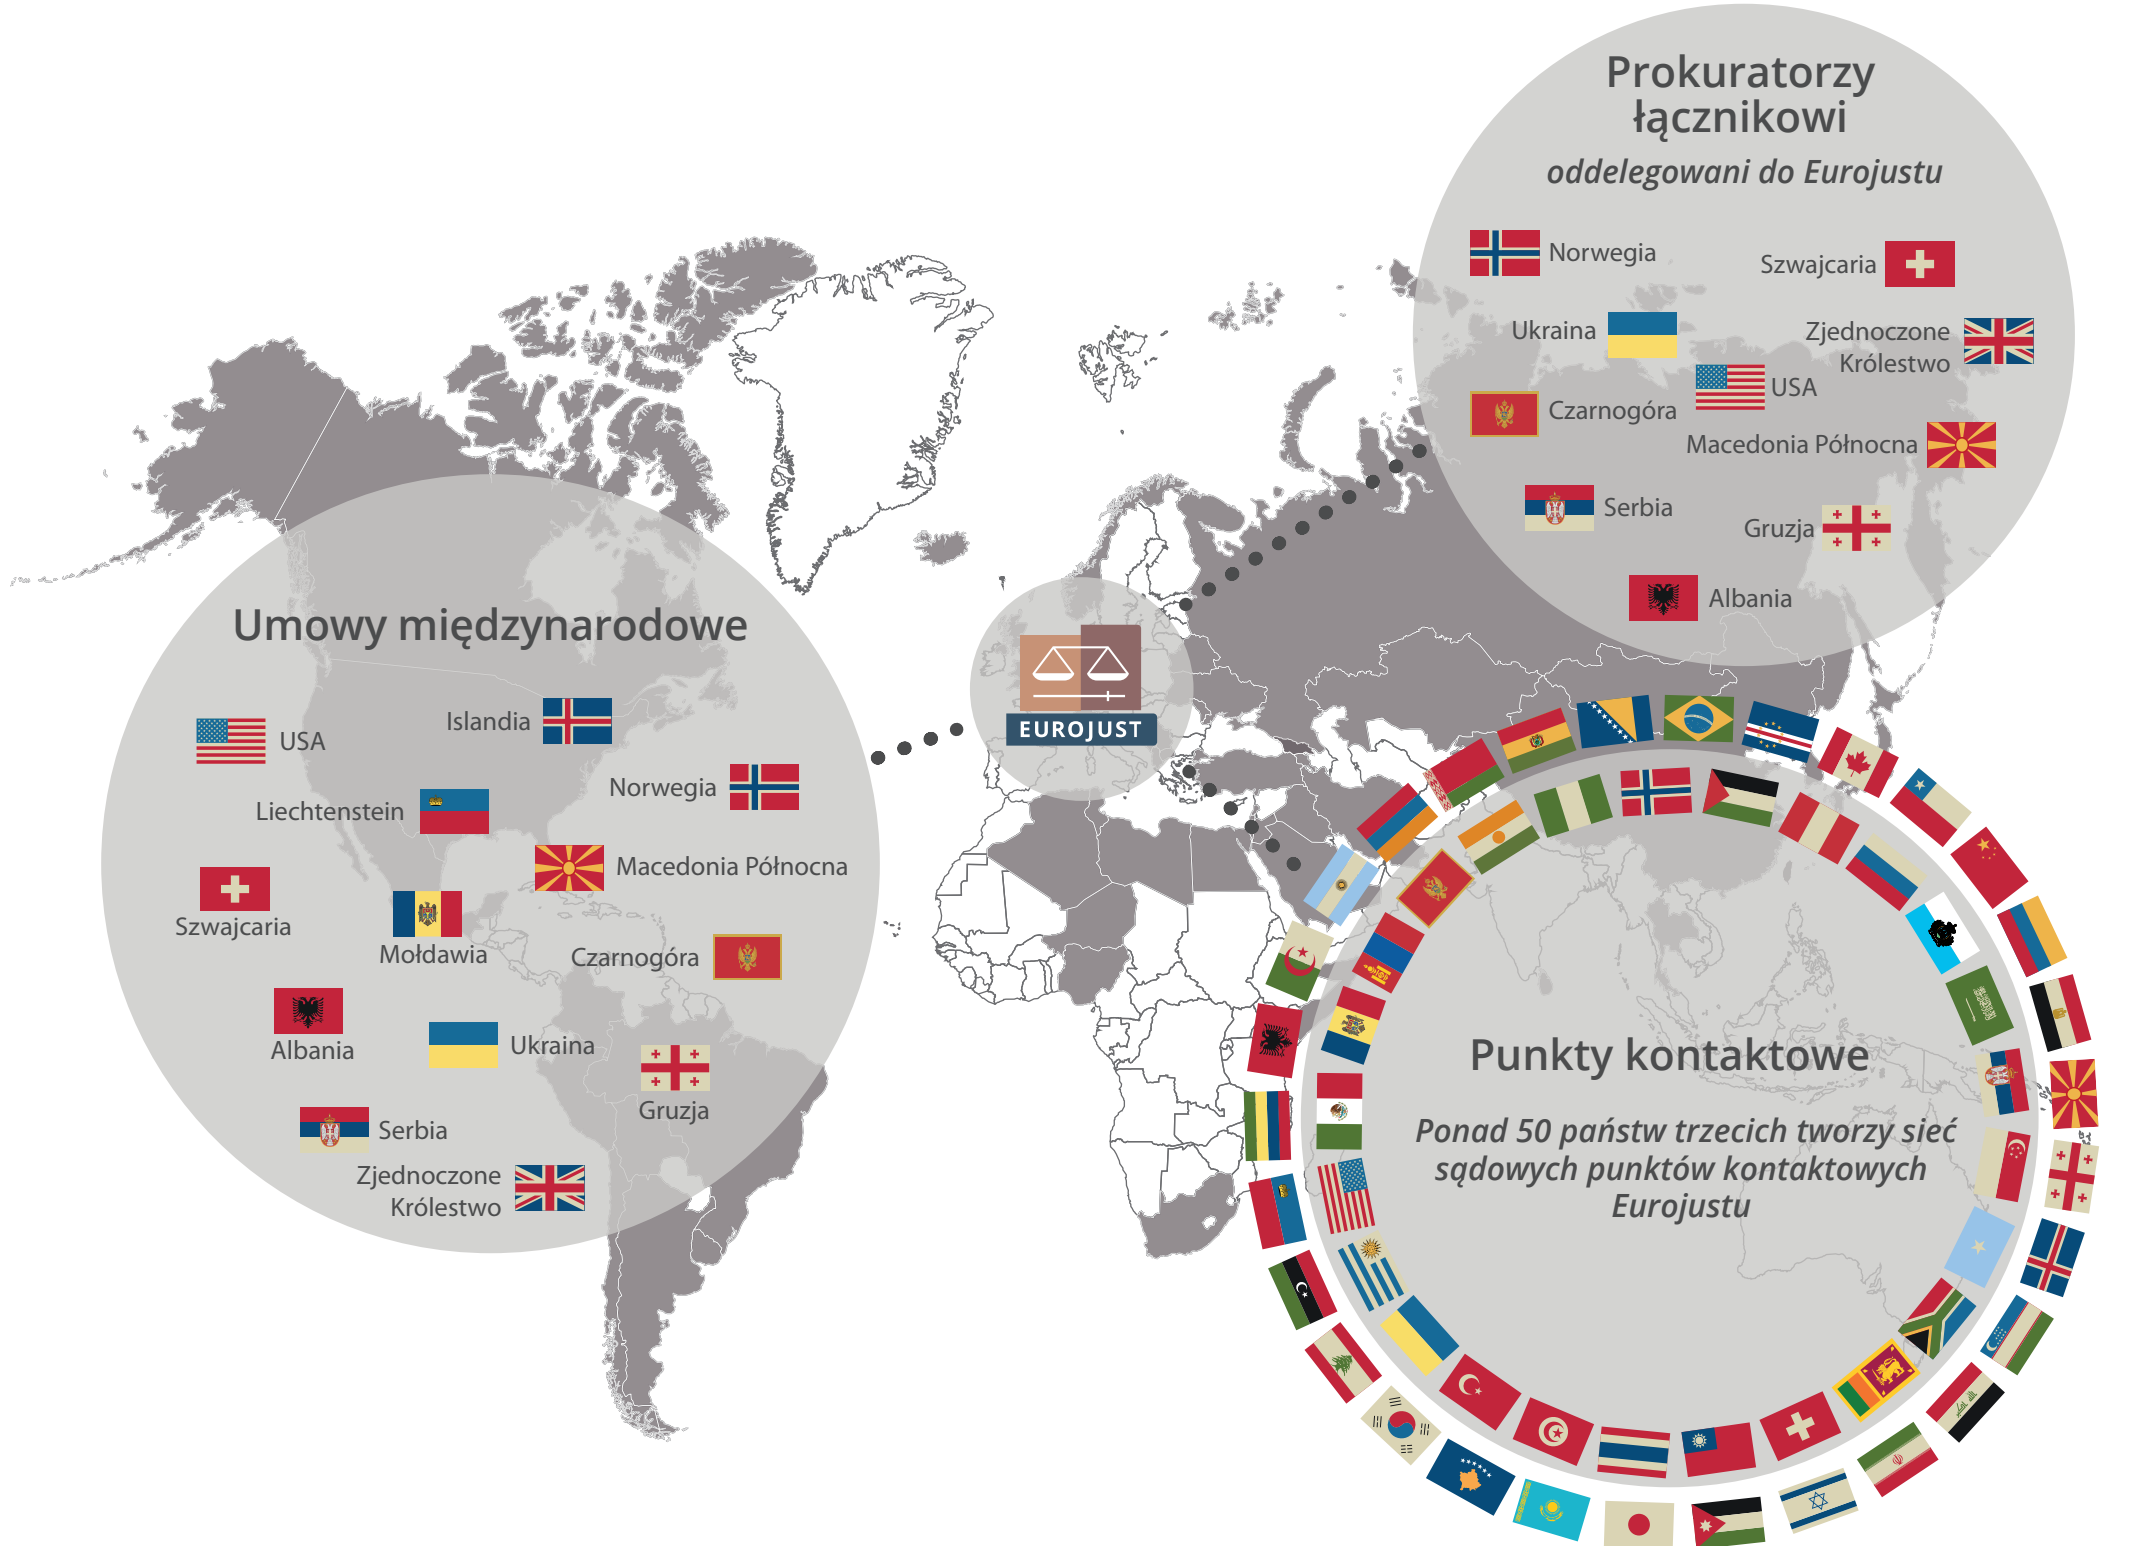 Prokuratorzy
łącznikowi
oddelegowani do Eurojustu
Norwegia
Szwajcaria
Ukraina
Zjednoczone
Królestwo
USA
Czarnogóra
Macedonia Północna
Serbia
Gruzja
Albania
Umowy międzynarodowe
USA
Islandia
Norwegia
Liechtenstein
Macedonia Północna
Szwajcaria
Mołdawia
Czarnogóra
Albania
Ukraina
Gruzja
Serbia
Zjednoczone
Królestwo
EUROJUST
Punkty kontaktowe
Ponad 50 państw trzecich tworzy sieć
sądowych punktów kontaktowych
Eurojustu